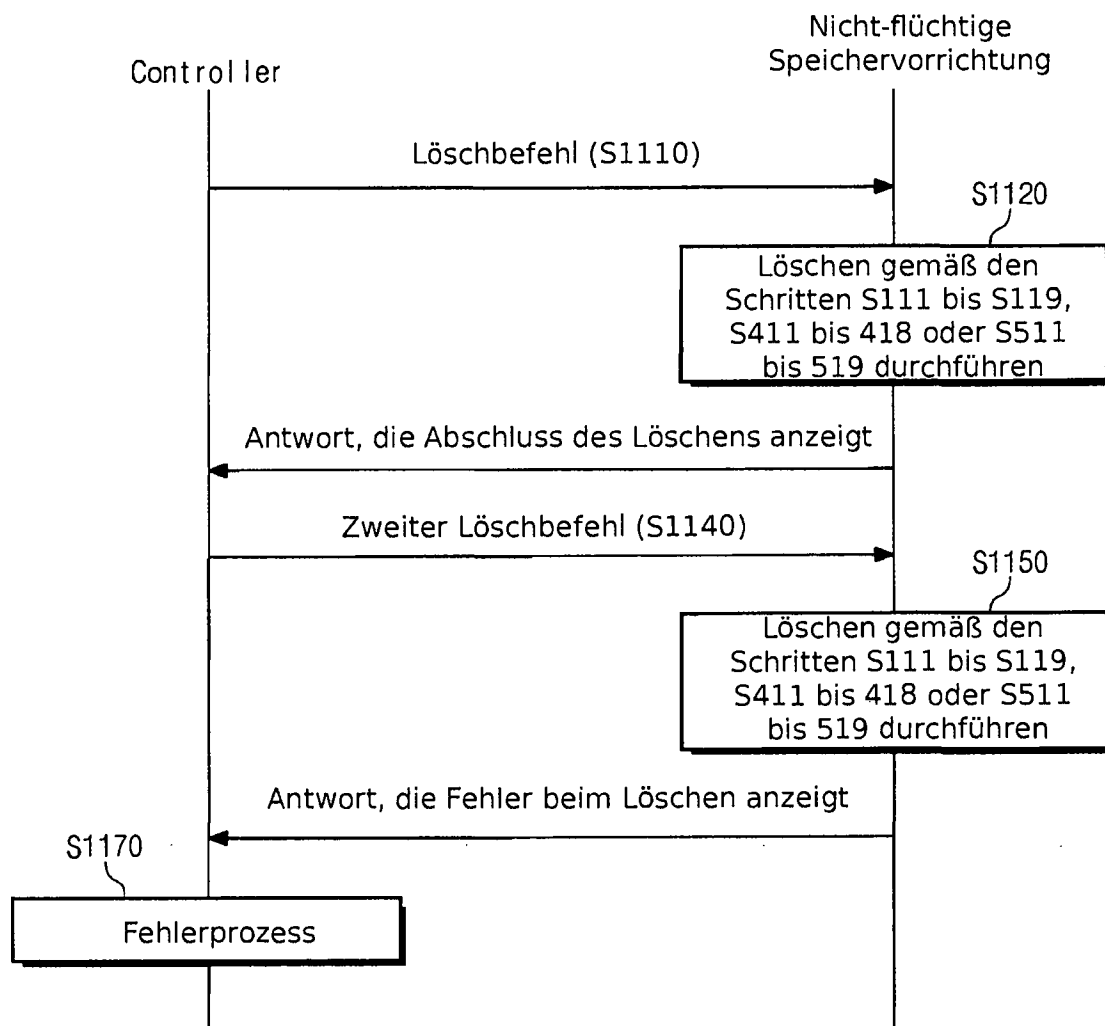 Nicht-flüchtige
Speichervorrichtung
Controller
Löschbefehl (S1110)
S1120
Löschen gemäß den
Schritten S111 bis S119,
S411 bis 418 oder S511
bis 519 durchführen
Antwort, die Abschluss des Löschens anzeigt
Zweiter Löschbefehl (S1140)
S1150
Löschen gemäß den
Schritten S111 bis S119,
S411 bis 418 oder S511
bis 519 durchführen
Antwort, die Fehler beim Löschen anzeigt
S1170
Fehlerprozess